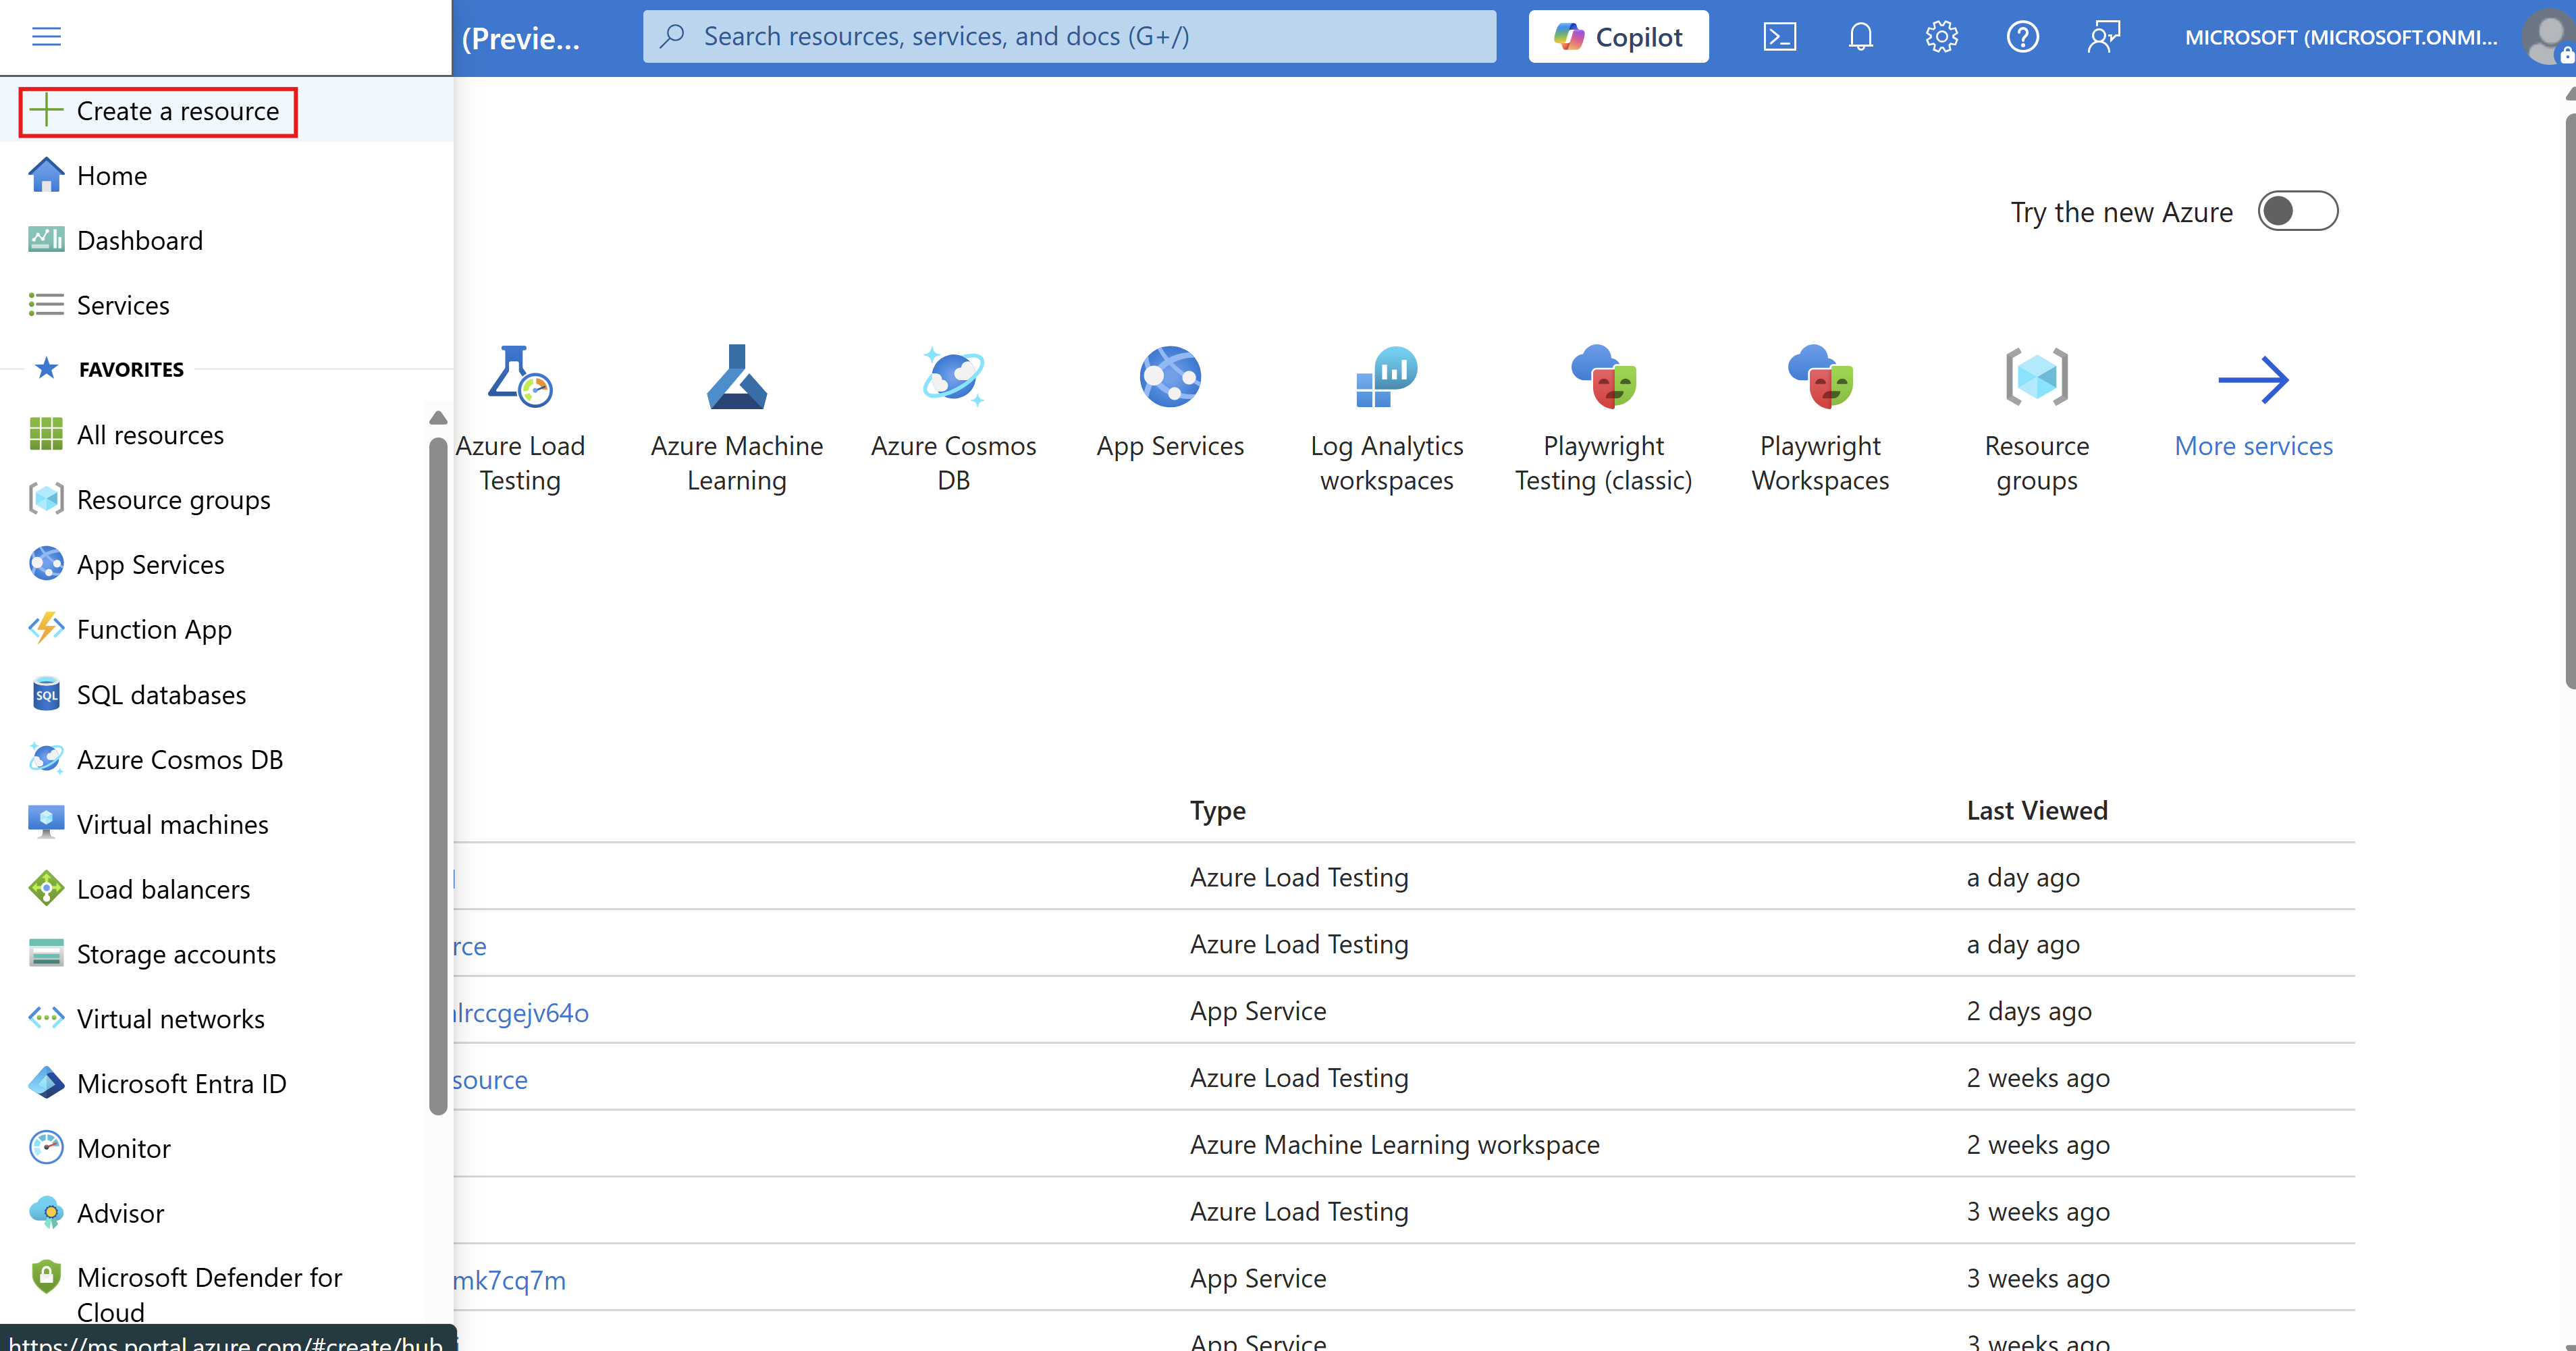 (Previe...
Search resources, services, and docs (G+/)
Copilot
MICROSOFT (MICROSOFT.ONMI...
Create a resource
Home
Dashboard
Services
FAVORITES
All resources
Resource groups
App Services
Function App
SQL
SQL databases
Azure Cosmos DB
Virtual machines
Load balancers
Storage accounts
Virtual networks
Microsoft Entra ID
Monitor
Advisor
Microsoft Defender for
Cloud
https://ms.portal.azure.com/#create/hub
Try the new Azure
Azure Load
Testing
Azure Machine
Learning
Azure Cosmos
DB
App Services
Log Analytics
workspaces
Playwright
Testing (classic)
Playwright
Workspaces
Resource
groups
More services
Type Last Viewed
Azure Load Testing a day ago
rce Azure Load Testing a day ago
lrccgejv64o App Service 2 days ago
source Azure Load Testing 2 weeks ago
Azure Machine Learning workspace 2 weeks ago
Azure Load Testing 3 weeks ago
mk7cq7m App Service 3 weeks ago
App Service 3 weeks ago